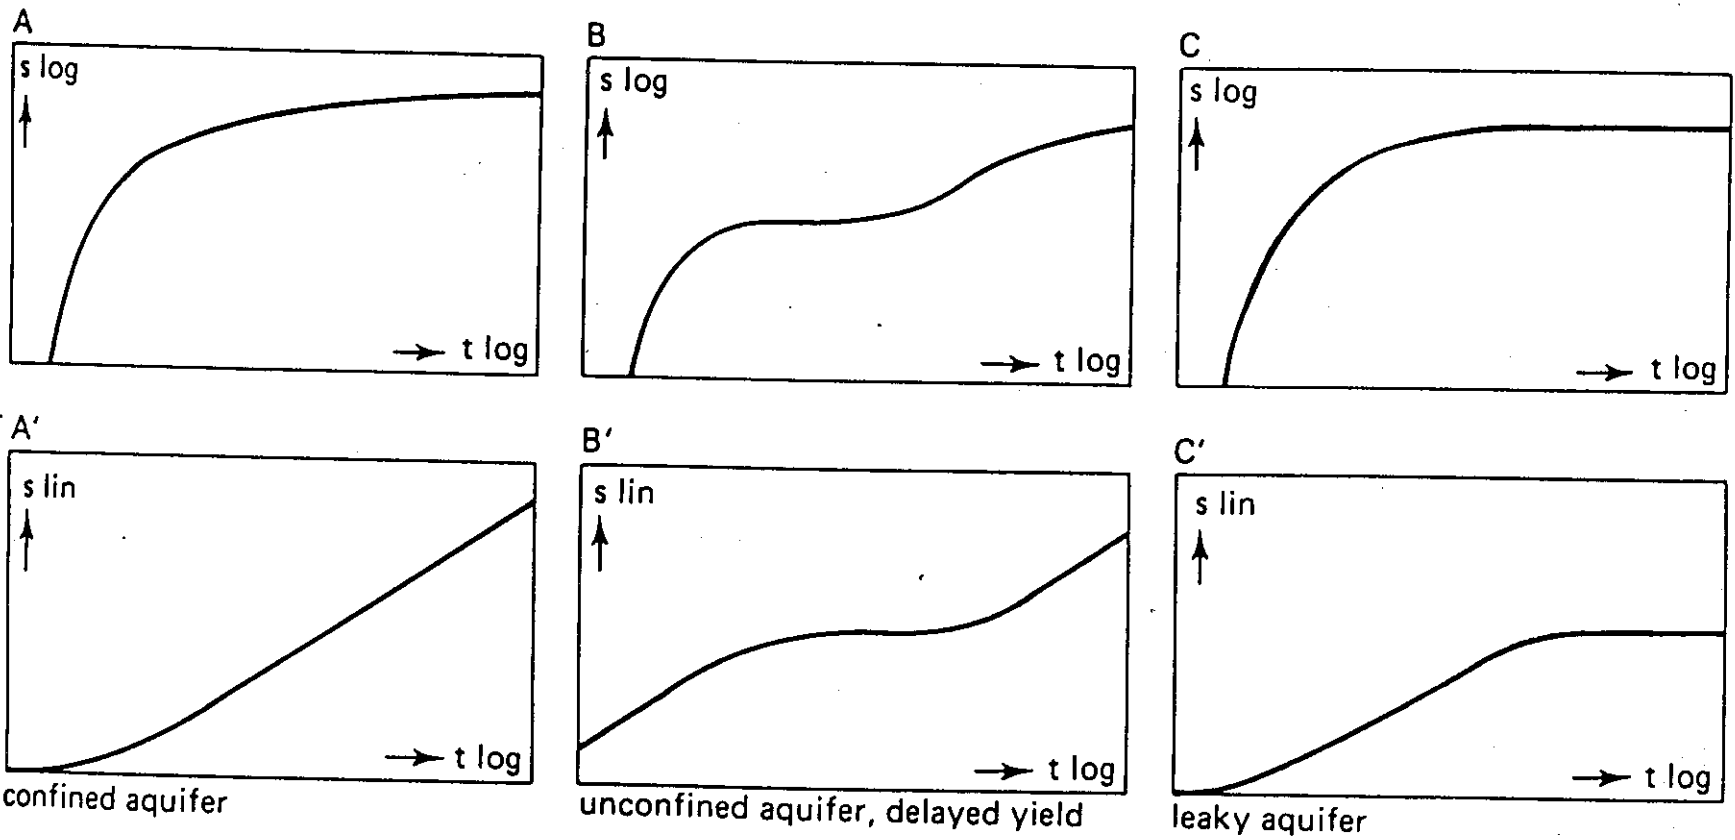 A
s log
t log
B
s log
t log
C
s log
t log
A'
s lin
t log
confined aquifer
B'
s lin
t log
unconfined aquifer, delayed yield
C'
s lin
t log
leaky aquifer